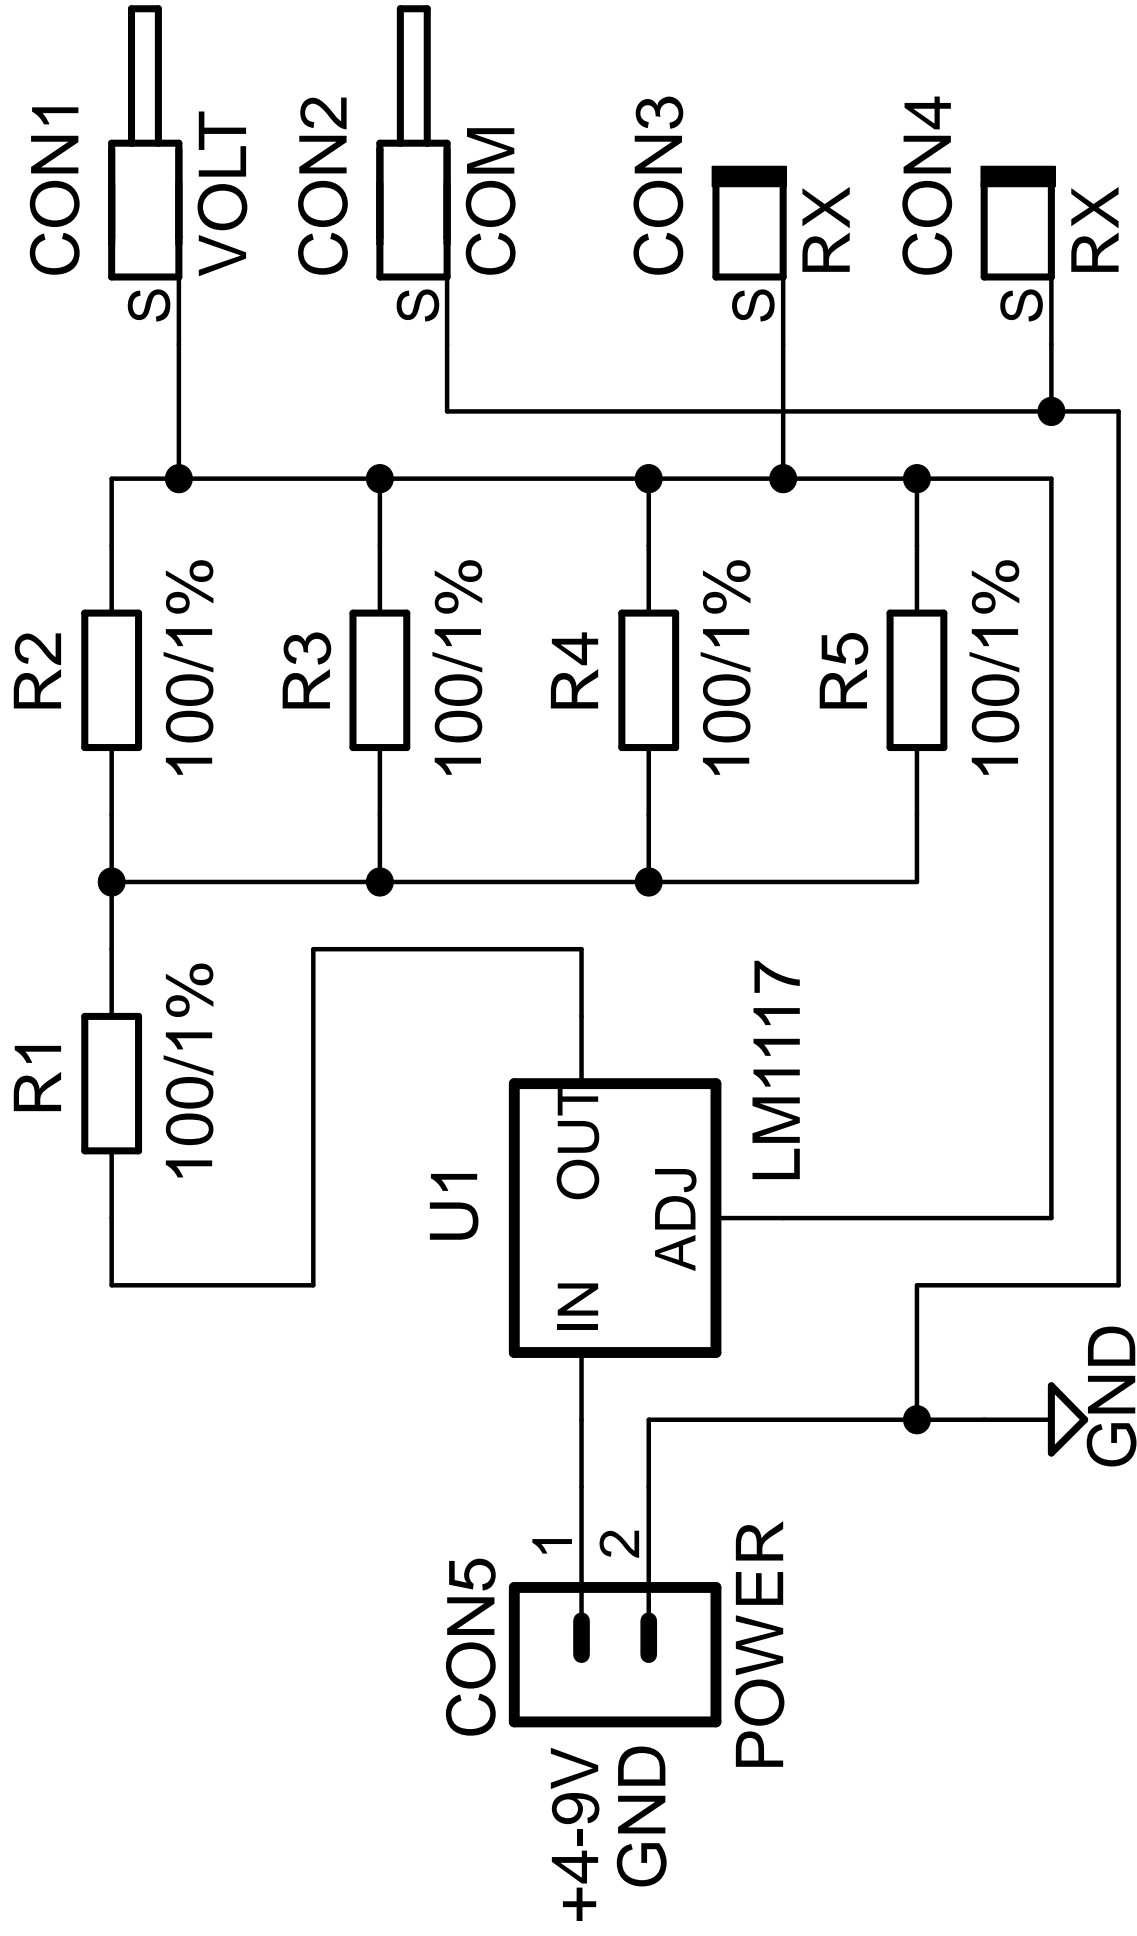 CON5
1
2
+4-9V
GND
POWER
GND
U1
IN
OUT
ADJ
LM1117
R1
100/1%
R2
100/1%
R3
100/1%
R4
100/1%
R5
100/1%
CON1
S
VOLT
CON2
S
COM
CON3
S
RX
CON4
S
RX